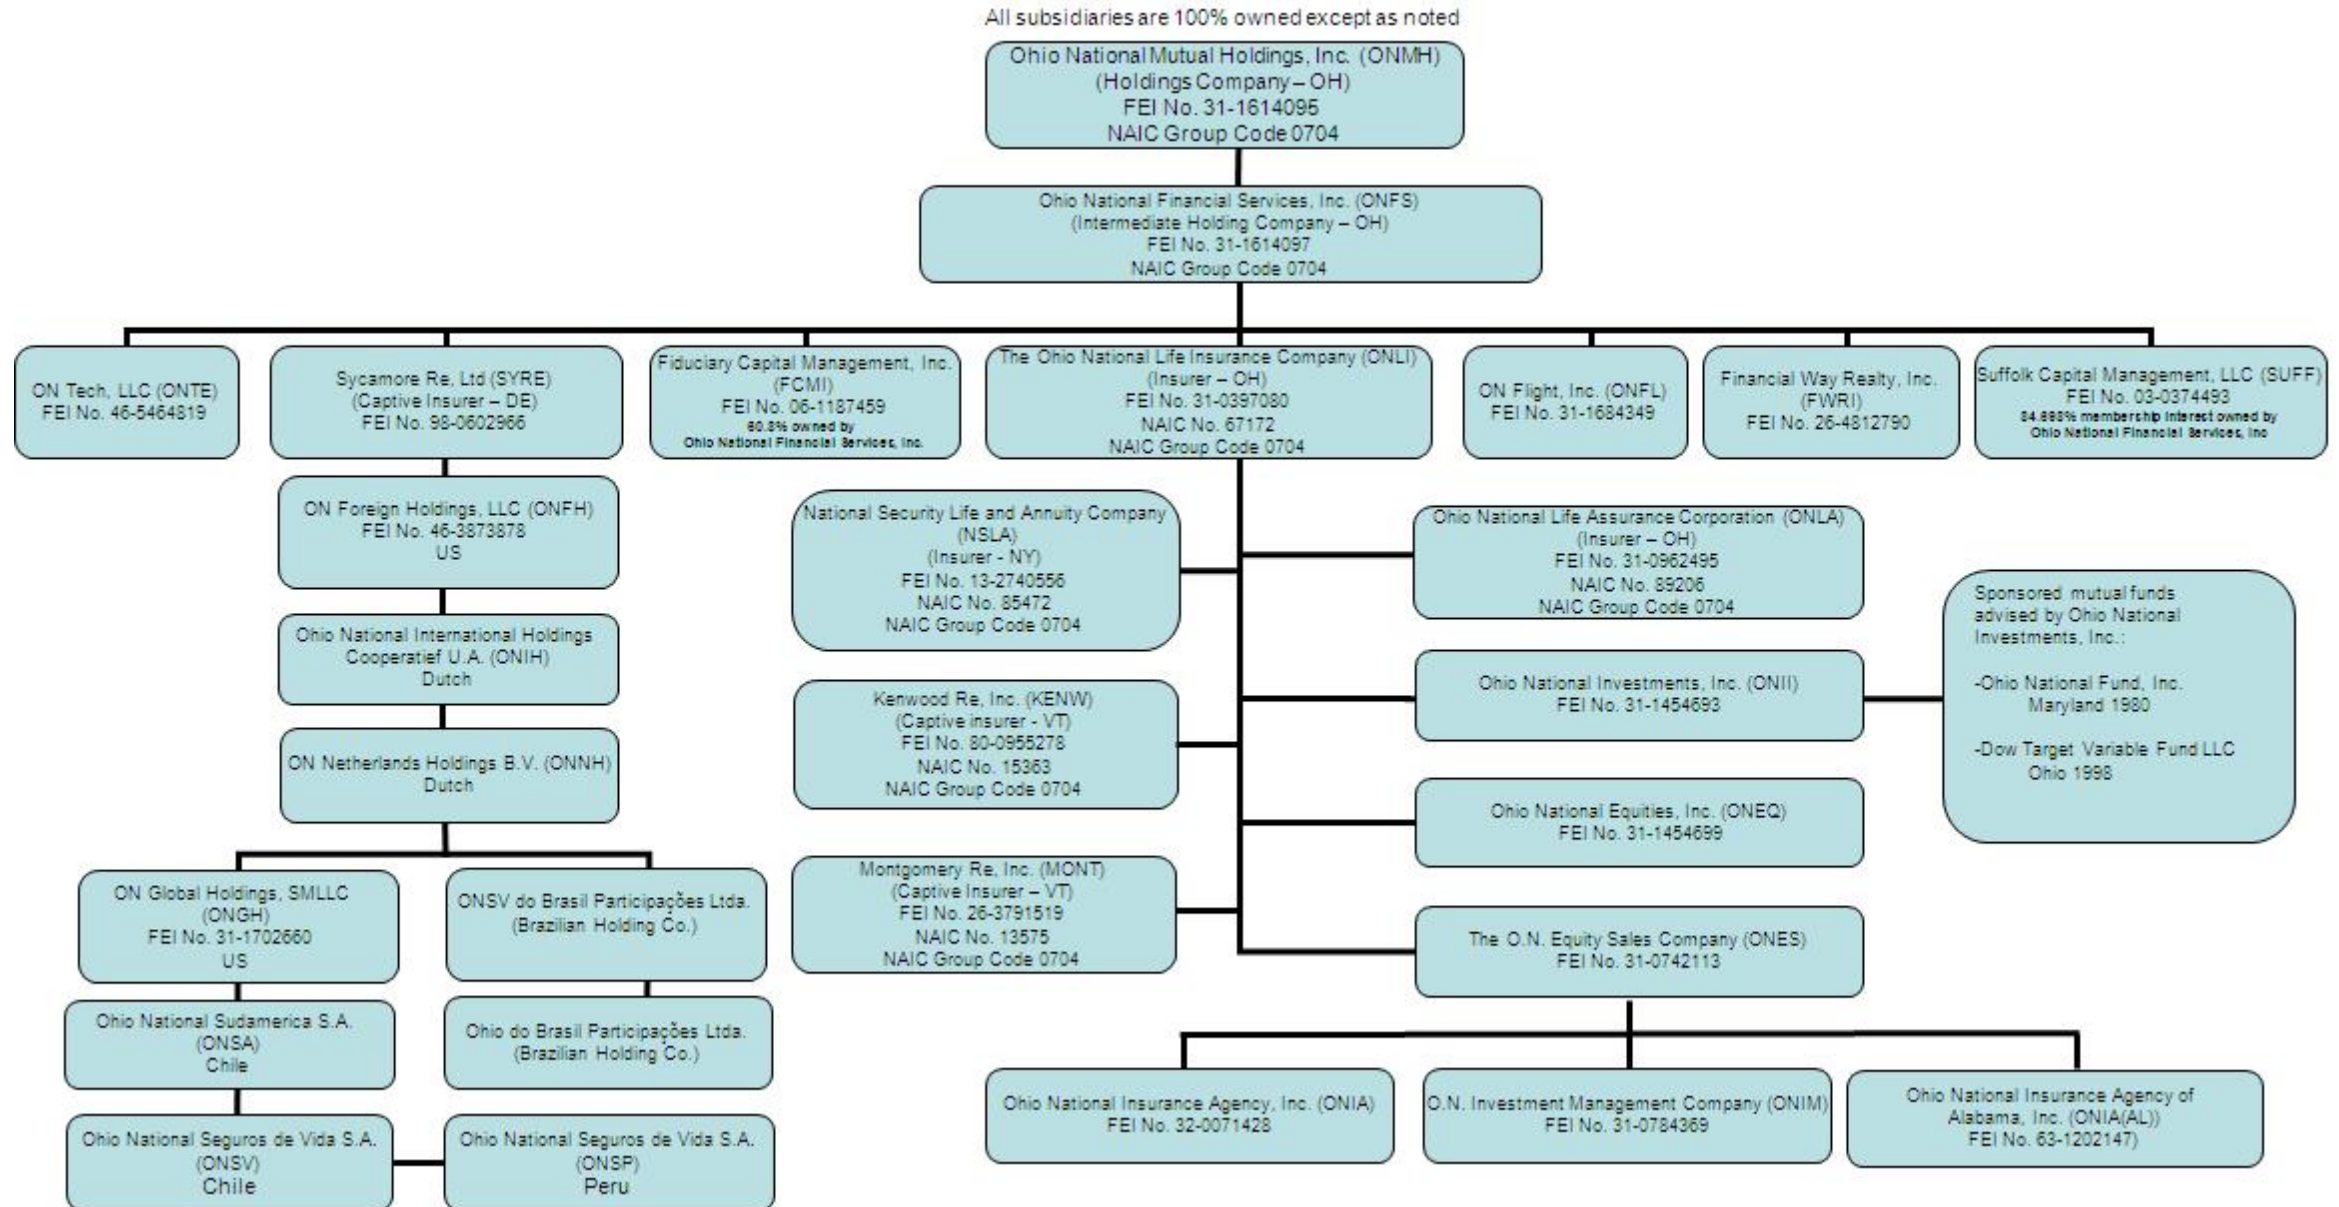 All subsidiaries are 100% owned except as noted
Ohio National Mutual Holdings, Inc. (ONMH)
(Holdings Company – OH)
FEI No. 31-1614095
NAIC Group Code 0704
Ohio National Financial Services, Inc. (ONFS)
(Intermediate Holding Company – OH)
FEI No. 31-1614097
NAIC Group Code 0704
ON Tech, LLC (ONTE)
FEI No. 46-5464819
Sycamore Re, Ltd (SYRE)
(Captive Insurer – DE)
FEI No. 98-0602966
Fiduciary Capital Management, Inc.
(FCMI)
FEI No. 06-1187459
owned by
Ohio National Financial Services, Inc.
The Ohio National Life Insurance Company (ONLI)
(Insurer – OH)
FEI No. 31-0397080
NAIC No. 67172
NAIC Group Code 0704
ON Flight, Inc. (ONFL)
FEI No. 31-1684349
Financial Way Realty, Inc.
(FWRI)
FEI No. 26-4812790
Suffolk Capital Management, LLC (SUFF)
FEI No. 03-0374493
membership interest owned by
Ohio National Financial Services, Inc
ON Foreign Holdings, LLC (ONFH)
FEI No. 46-3873878
US
Ohio National International Holdings
Cooperatief U.A. (ONIH)
Dutch
ON Netherlands Holdings B.V. (ONNH)
Dutch
ON Global Holdings, SMLLC
(ONGH)
FEI No. 31-1702660
US
ONSV do Brasil Participações Ltda.
(Brazilian Holding Co.)
Ohio National Sudamerica S.A.
(ONSA)
Chile
Ohio do Brasil Participações Ltda.
(Brazilian Holding Co.)
Ohio National Seguros de Vida S.A.
(ONSV)
Chile
Ohio National Seguros de Vida S.A.
(ONSP)
Peru
National Security Life and Annuity Company
(NSLA)
(Insurer - NY)
FEI No. 13-2740556
NAIC No. 85472
NAIC Group Code 0704
Kenwood Re, Inc. (KENW)
(Captive insurer - VT)
FEI No. 80-0955278
NAIC No. 15363
NAIC Group Code 0704
Montgomery Re, Inc. (MONT)
(Captive Insurer – VT)
FEI No. 26-3791519
NAIC No. 13575
NAIC Group Code 0704
Ohio National Life Assurance Corporation (ONLA)
(Insurer – OH)
FEI No. 31-0962495
NAIC No. 89206
NAIC Group Code 0704
Ohio National Investments, Inc. (ONII)
FEI No. 31-1454693
Sponsored mutual funds
advised by Ohio National
Investments, Inc.:
-Ohio National Fund, Inc.
Maryland 1980
-Dow Target Variable Fund LLC
Ohio 1998
Ohio National Equities, Inc. (ONEQ)
FEI No. 31-1454699
The O.N. Equity Sales Company (ONES)
FEI No. 31-0742113
Ohio National Insurance Agency, Inc. (ONIA)
FEI No. 32-0071428
O.N. Investment Management Company (ONIM)
FEI No. 31-0784369
Ohio National Insurance Agency of
Alabama, Inc. (ONIA(AL))
FEI No. 63-1202147)